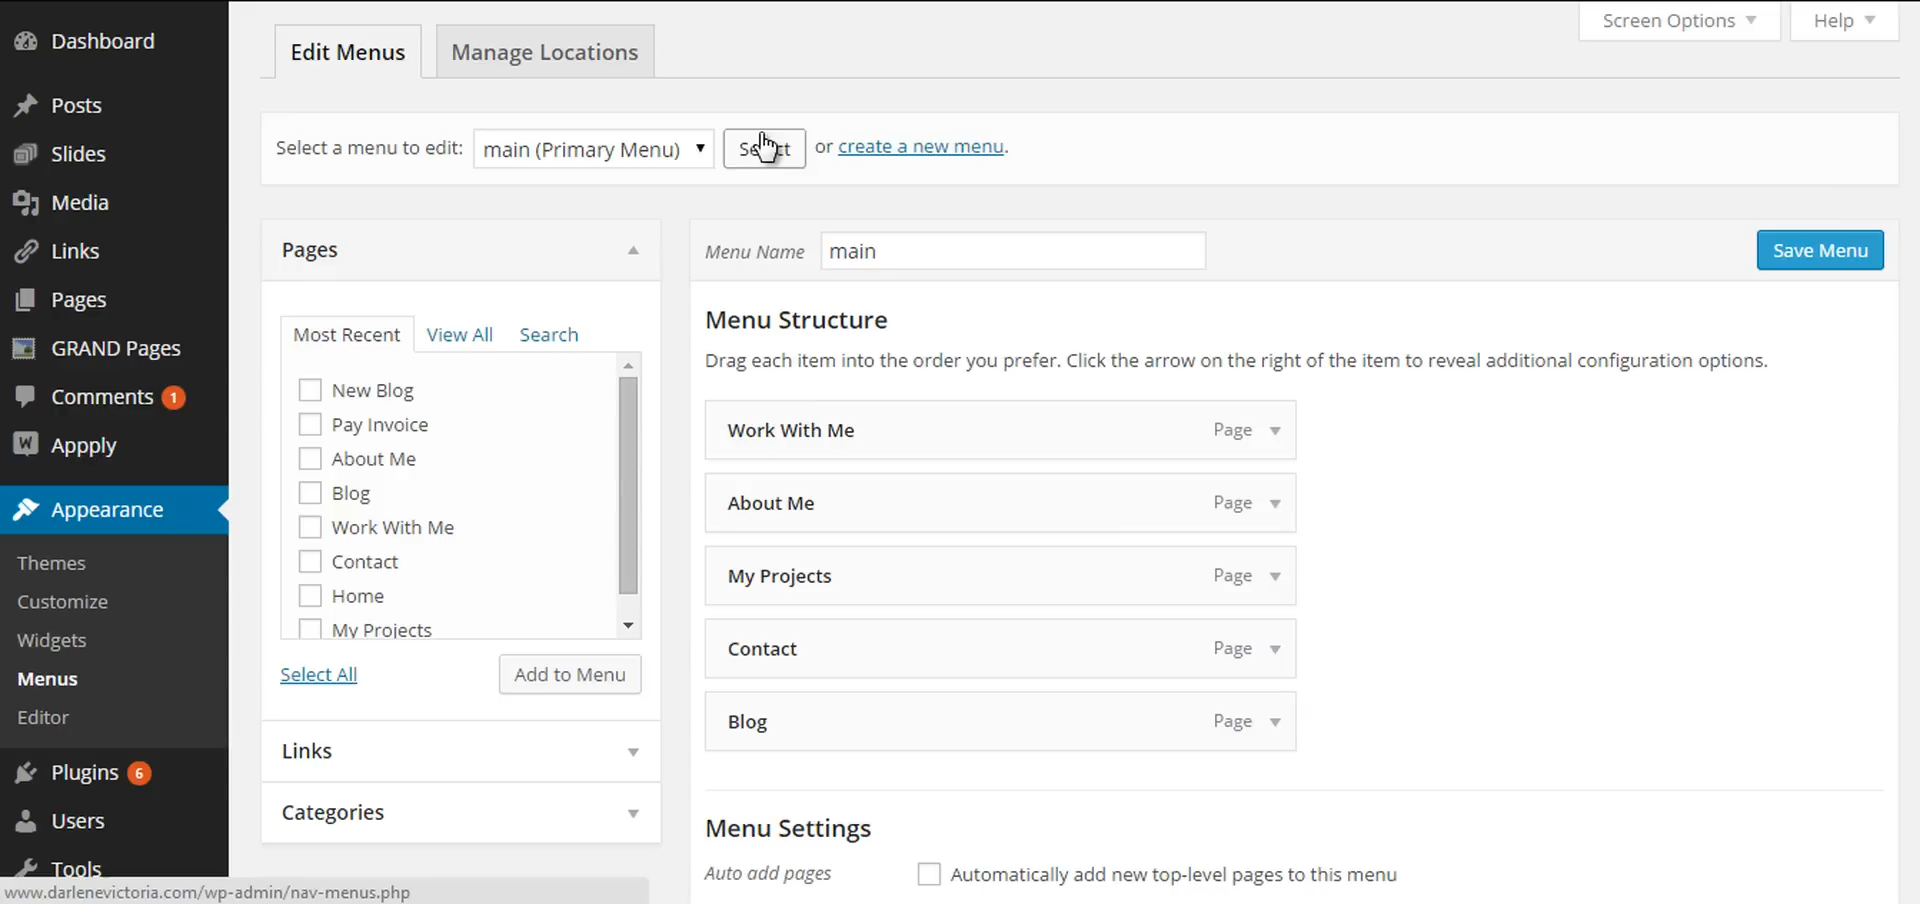 Dashboard
Posts
Slides
Media
Links
Pages
GRAND Pages
Comments 1
Appply
Appearance
Themes
Customize
Widgets
Menus
Editor
Plugins 6
Users
Tools
www.darlenevictoria.com/wp-admin/nav-menus.php
Edit Menus
Manage Locations
Screen Options
Help
Select a menu to edit: main (Primary Menu) or create a new menu.
Pages
Most Recent View All Search
New Blog
Pay Invoice
About Me
Blog
Work With Me
Contact
Home
My Projects
Select All
Add to Menu
Links
Categories
Menu Name main
Save Menu
Menu Structure
Drag each item into the order you prefer. Click the arrow on the right of the item to reveal additional configuration options.
Work With Me Page
About Me Page
My Projects Page
Contact Page
Blog Page
Menu Settings
Auto add pages
Automatically add new top-level pages to this menu